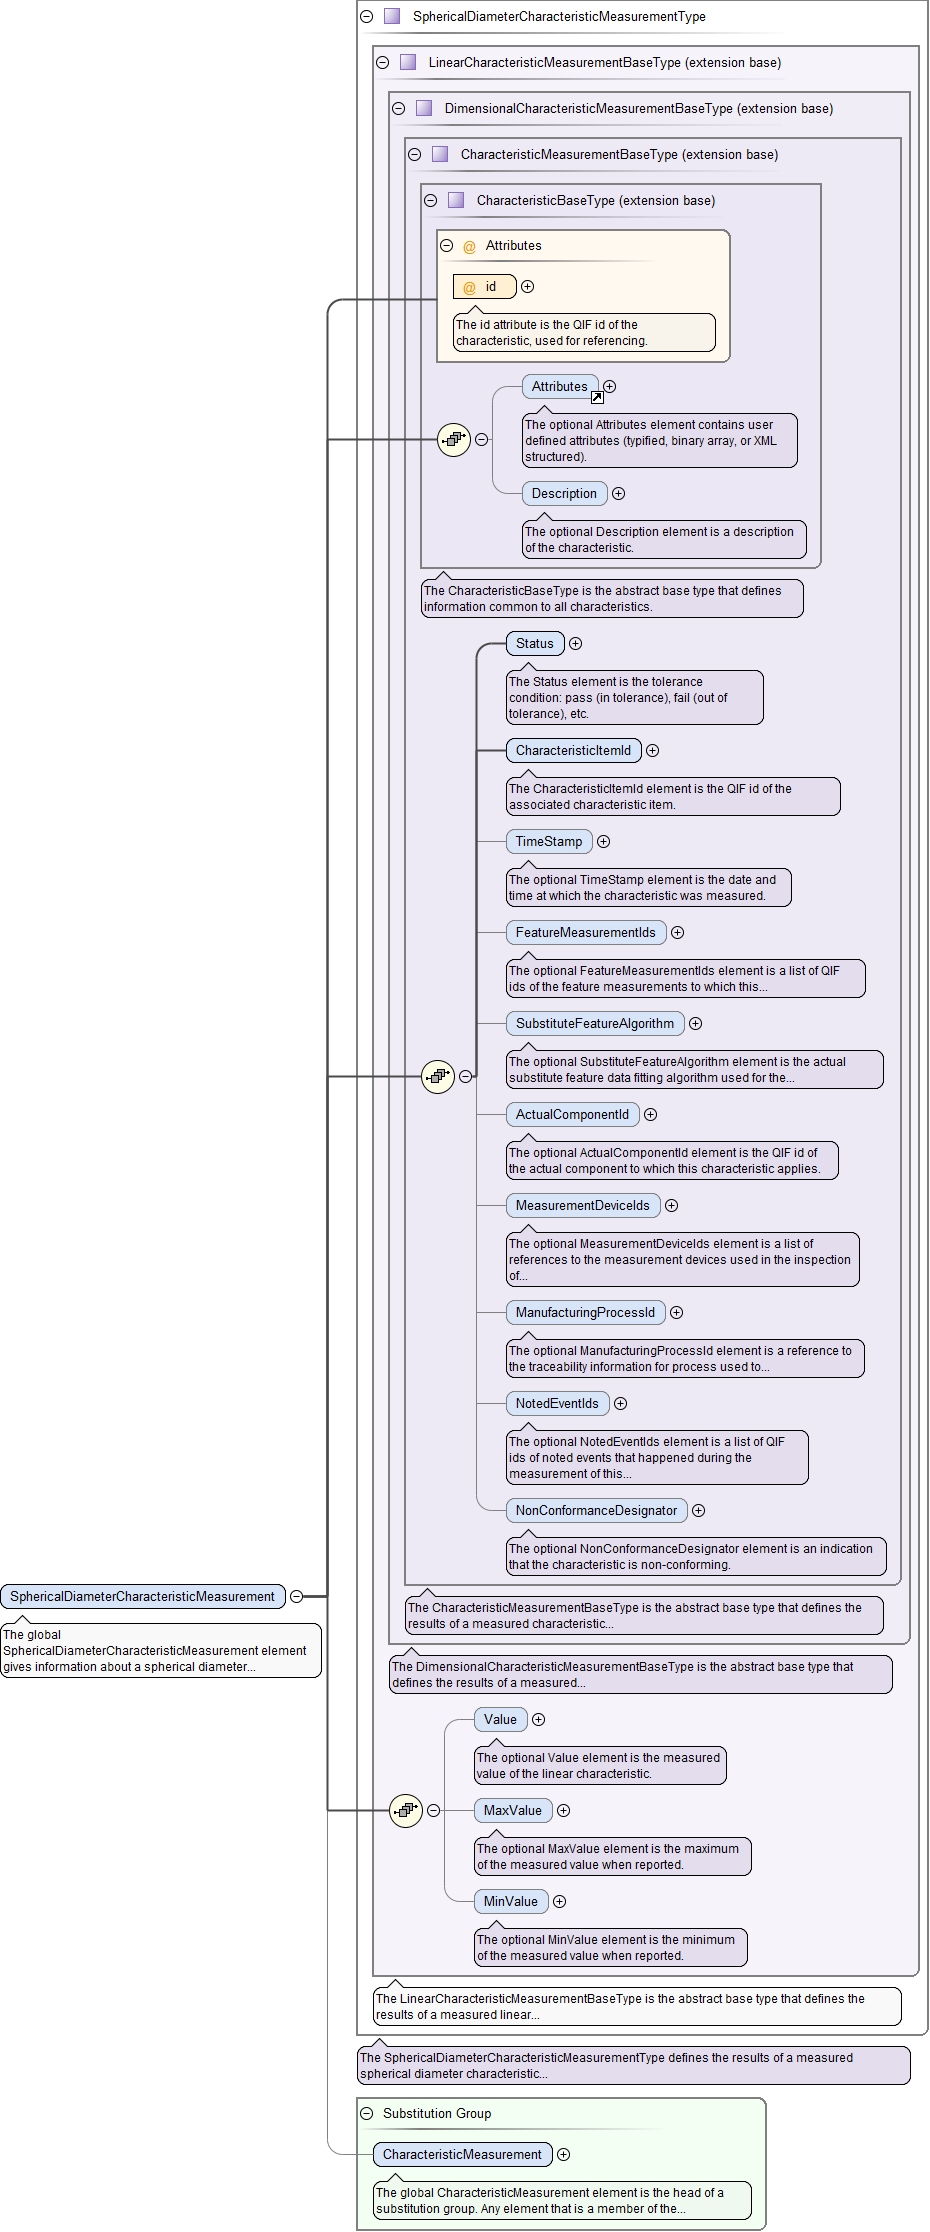 SphericalDiameterCharacteristicMeasurementType
LinearCharacteristicMeasurementBaseType (extension base)
DimensionalCharacteristicMeasurementBaseType (extension base)
CharacteristicMeasurementBaseType (extension base)
CharacteristicBaseType (extension base)
@ Attributes
@ id
The id attribute is the QIF id of the
characteristic, used for referencing.
Attributes
The optional Attributes element contains user
defined attributes (typified, binary array, or XML
structured).
Description
The optional Description element is a description
of the characteristic.
The CharacteristicBaseType is the abstract base type that defines
information common to all characteristics.
Status
The Status element is the tolerance
condition: pass (in tolerance), fail (out of
tolerance), etc.
CharacteristicItemId
The CharacteristicItemId element is the QIF id of the
associated characteristic item.
TimeStamp
The optional TimeStamp element is the date and
time at which the characteristic was measured.
FeatureMeasurementIds
The optional FeatureMeasurementIds element is a list of QIF
ids of the feature measurements to which this...
SubstituteFeatureAlgorithm
The optional SubstituteFeatureAlgorithm element is the actual
substitute feature data fitting algorithm used for the...
ActualComponentId
The optional ActualComponentId element is the QIF id of
the actual component to which this characteristic applies.
MeasurementDeviceIds
The optional MeasurementDeviceIds element is a list of
references to the measurement devices used in the inspection
of...
ManufacturingProcessId
The optional ManufacturingProcessId element is a reference to
the traceability information for process used to...
NotedEventIds
The optional NotedEventIds element is a list of QIF
ids of noted events that happened during the
measurement of this...
NonConformanceDesignator
The optional NonConformanceDesignator element is an indication
that the characteristic is non-conforming.
SphericalDiameterCharacteristicMeasurement
The global
SphericalDiameterCharacteristicMeasurement element
gives information about a spherical diameter...
The CharacteristicMeasurementBaseType is the abstract base type that defines the
results of a measured characteristic...
The DimensionalCharacteristicMeasurementBaseType is the abstract base type that
defines the results of a measured...
Value
The optional Value element is the measured
value of the linear characteristic.
MaxValue
The optional MaxValue element is the maximum
of the measured value when reported.
MinValue
The optional MinValue element is the minimum
of the measured value when reported.
The LinearCharacteristicMeasurementBaseType is the abstract base type that defines the
results of a measured linear...
The SphericalDiameterCharacteristicMeasurementType defines the results of a measured
spherical diameter characteristic...
Substitution Group
CharacteristicMeasurement
The global CharacteristicMeasurement element is the head of a
substitution group. Any element that is a member of the...